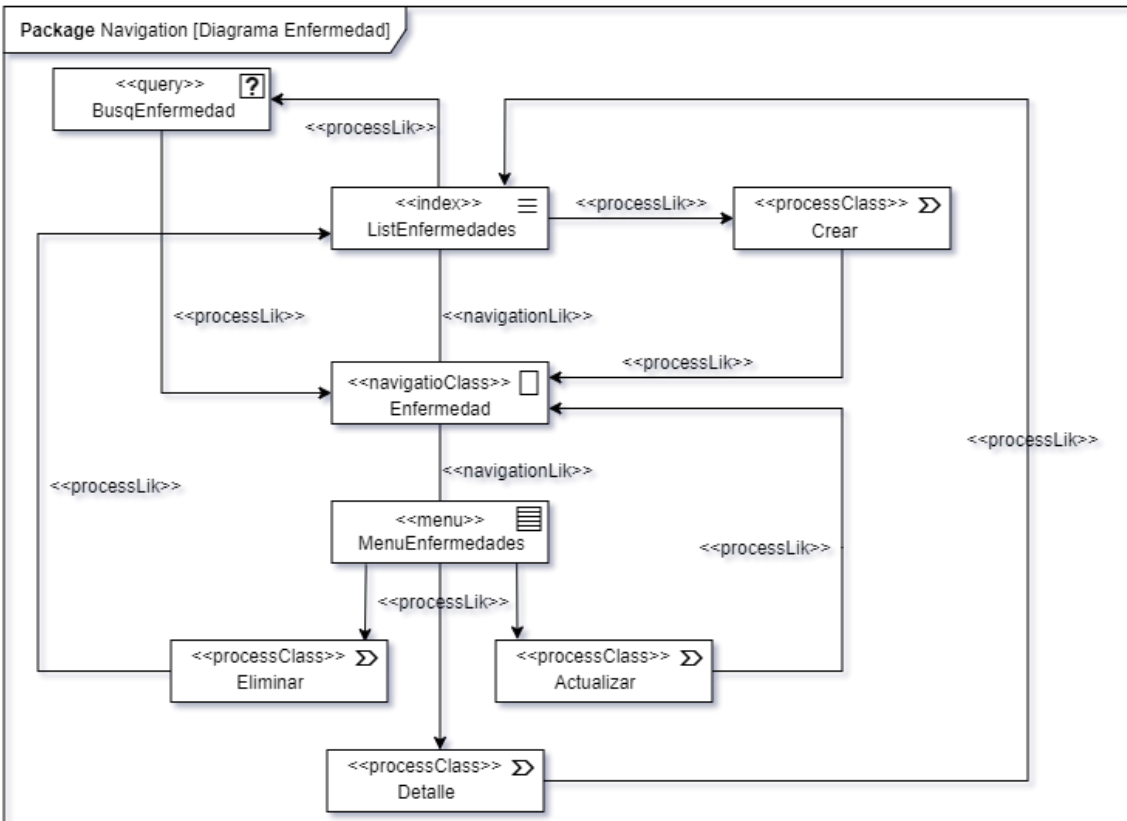 Package Navigation [Diagrama Enfermedad]
<<query>>
?
BusqEnfermedad
<<processLik>>
<<index>>
ListEnfermedades
<<processLik>>
<<processClass>>
Crear
<<processLik>>
<<navigationLik>>
<<processLik>>
<<navigatioClass>>
Enfermedad
<<processLik>>
<<navigationLik>>
<<processLik>>
<<menu>>
MenuEnfermedades
<<processLik>>
<<processLik>>
<<processClass>>
Eliminar
<<processClass>>
Actualizar
<<processClass>>
Detalle